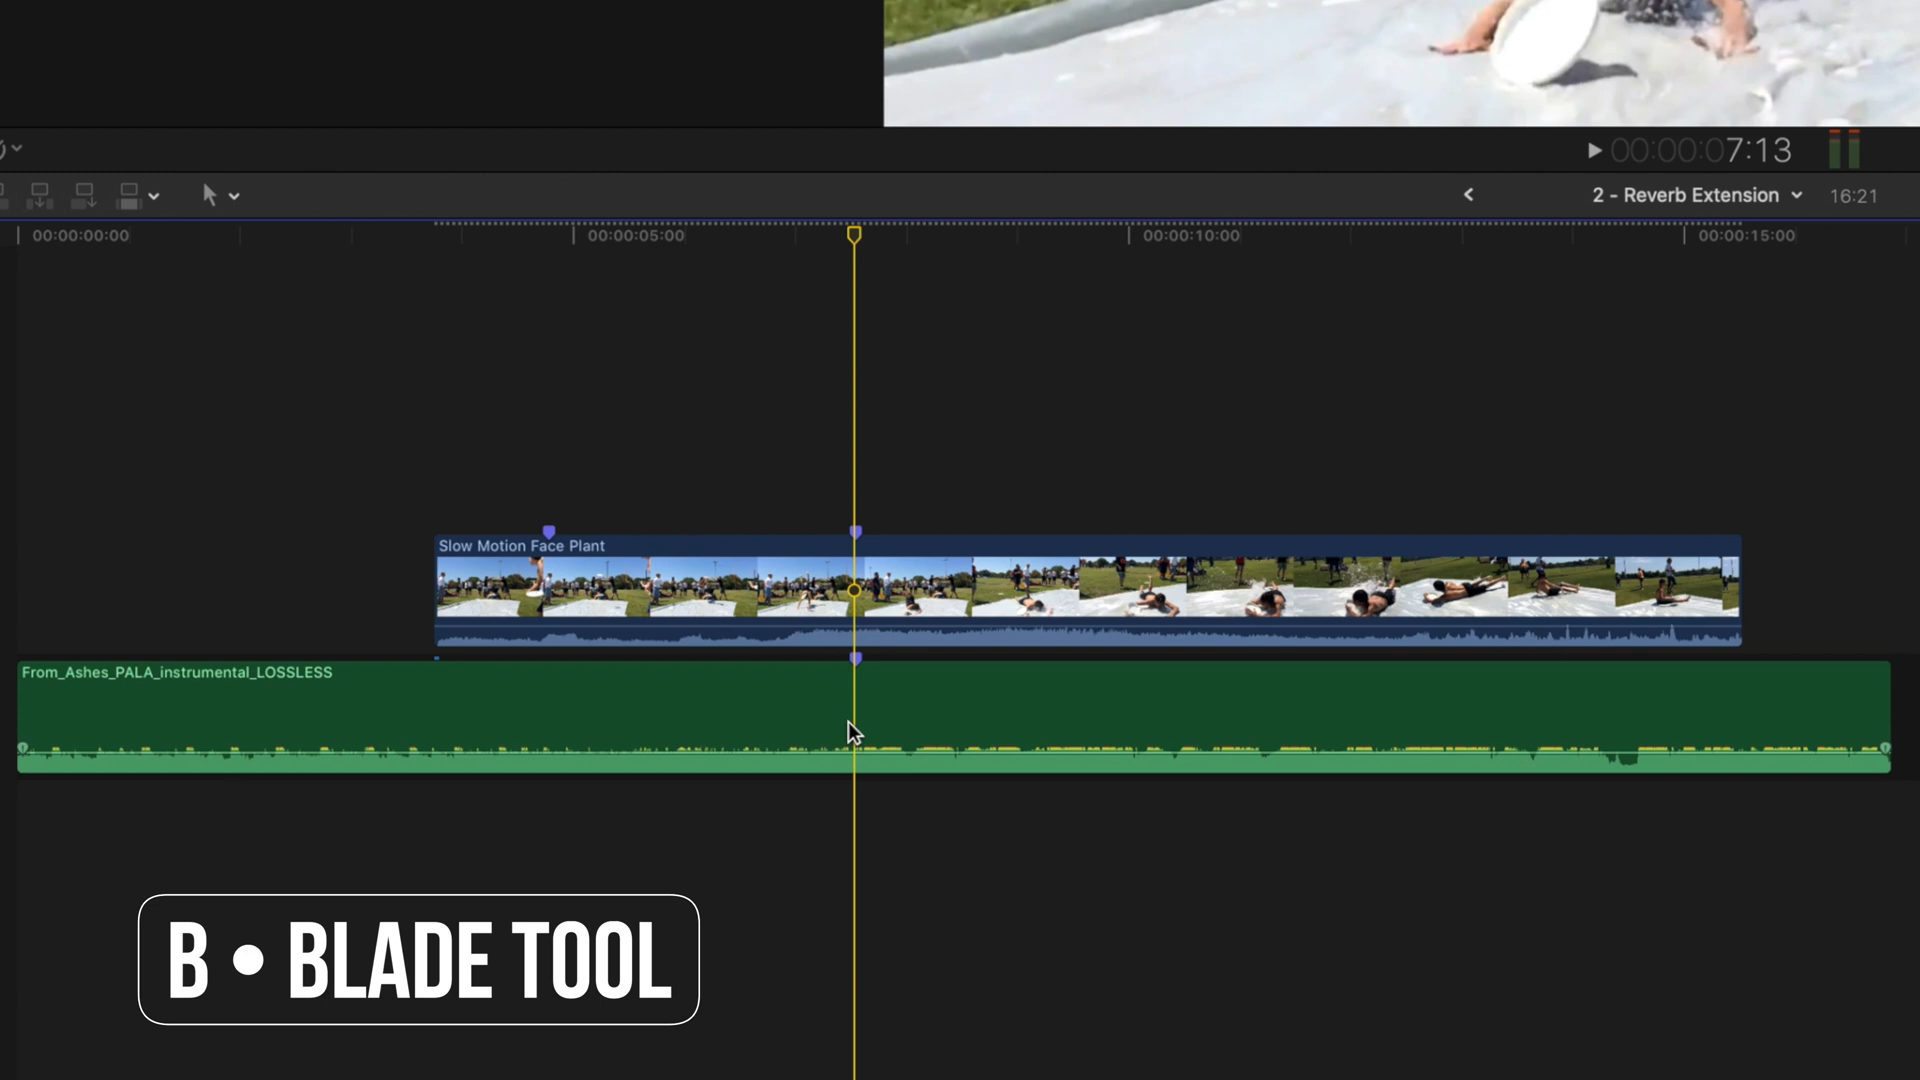 00:00:07:13
2 - Reverb Extension
16:21
00:00:00:00
00:00:05:00
00:00:10:00
00:00:15:00
Slow Motion Face Plant
From_Ashes_PALA_instrumental_LOSSLESS
B • BLADE TOOL